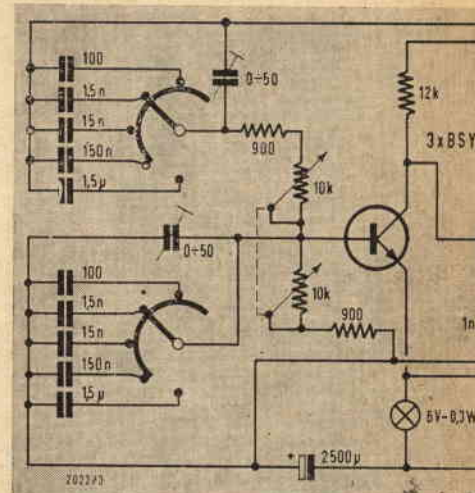 100
1,5n
15n
150n
1,5µ
0÷50
900
10k
12k
3xBSY
0÷50
100
1,5n
15n
150n
1,5µ
10k
900
1n
6V-0,3W
+
2500µ
2022/3